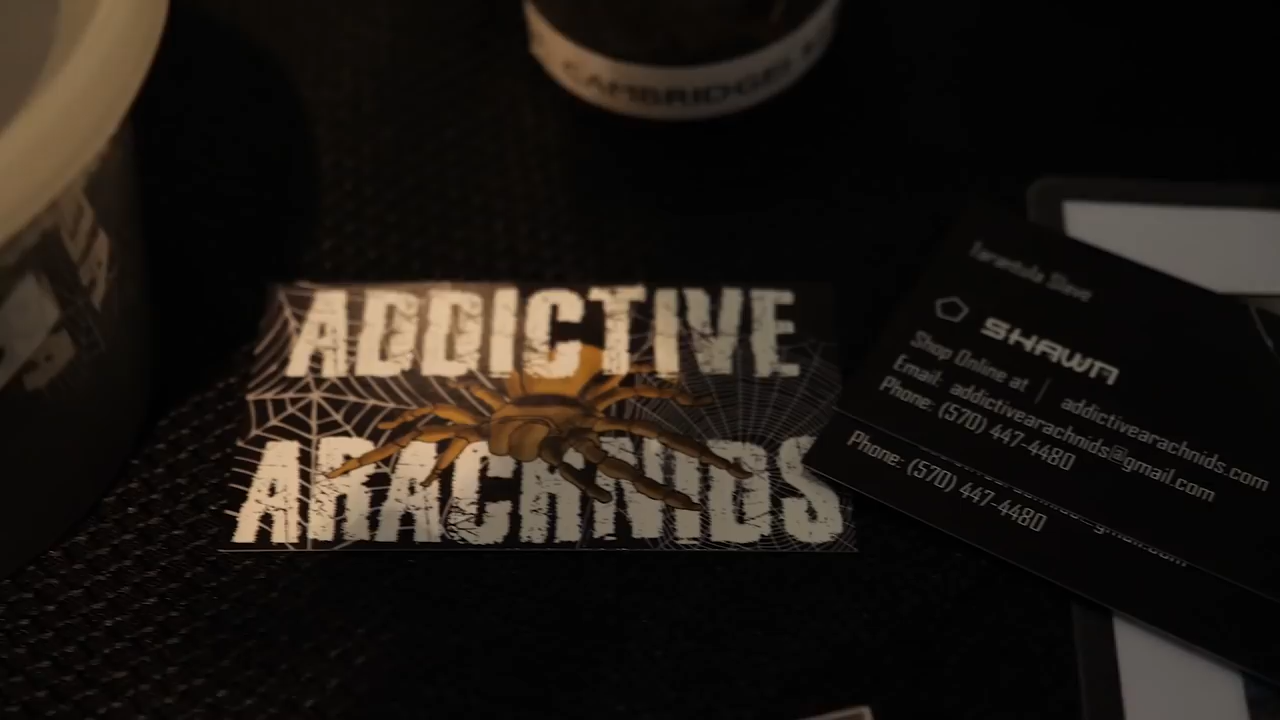 CAMBRIDGE
ADDICTIVE
ARACHNIDS
Tarantula Slave
SHAWN
Shop Online at | addictivearachnids.com
Email: addictivearachnids@gmail.com
Phone: (570) 447-4480
Phone: (570) 447-4480